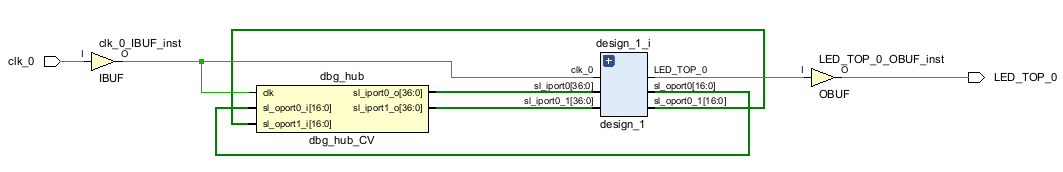 clk_0
I
clk_0_IBUF_inst
O
IBUF
dbg_hub
clk
sl_oport0_i[16:0]
sl_oport1_i[16:0]
sl_iport0_o[36:0]
sl_iport1_o[36:0]
dbg_hub_CV
design_1_i
clk_0
sl_iport0[36:0]
sl_iport0_1[36:0]
LED_TOP_0
sl_oport0[16:0]
sl_oport0_1[16:0]
design_1
LED_TOP_0_OBUF_inst
I
O
OBUF
LED_TOP_0